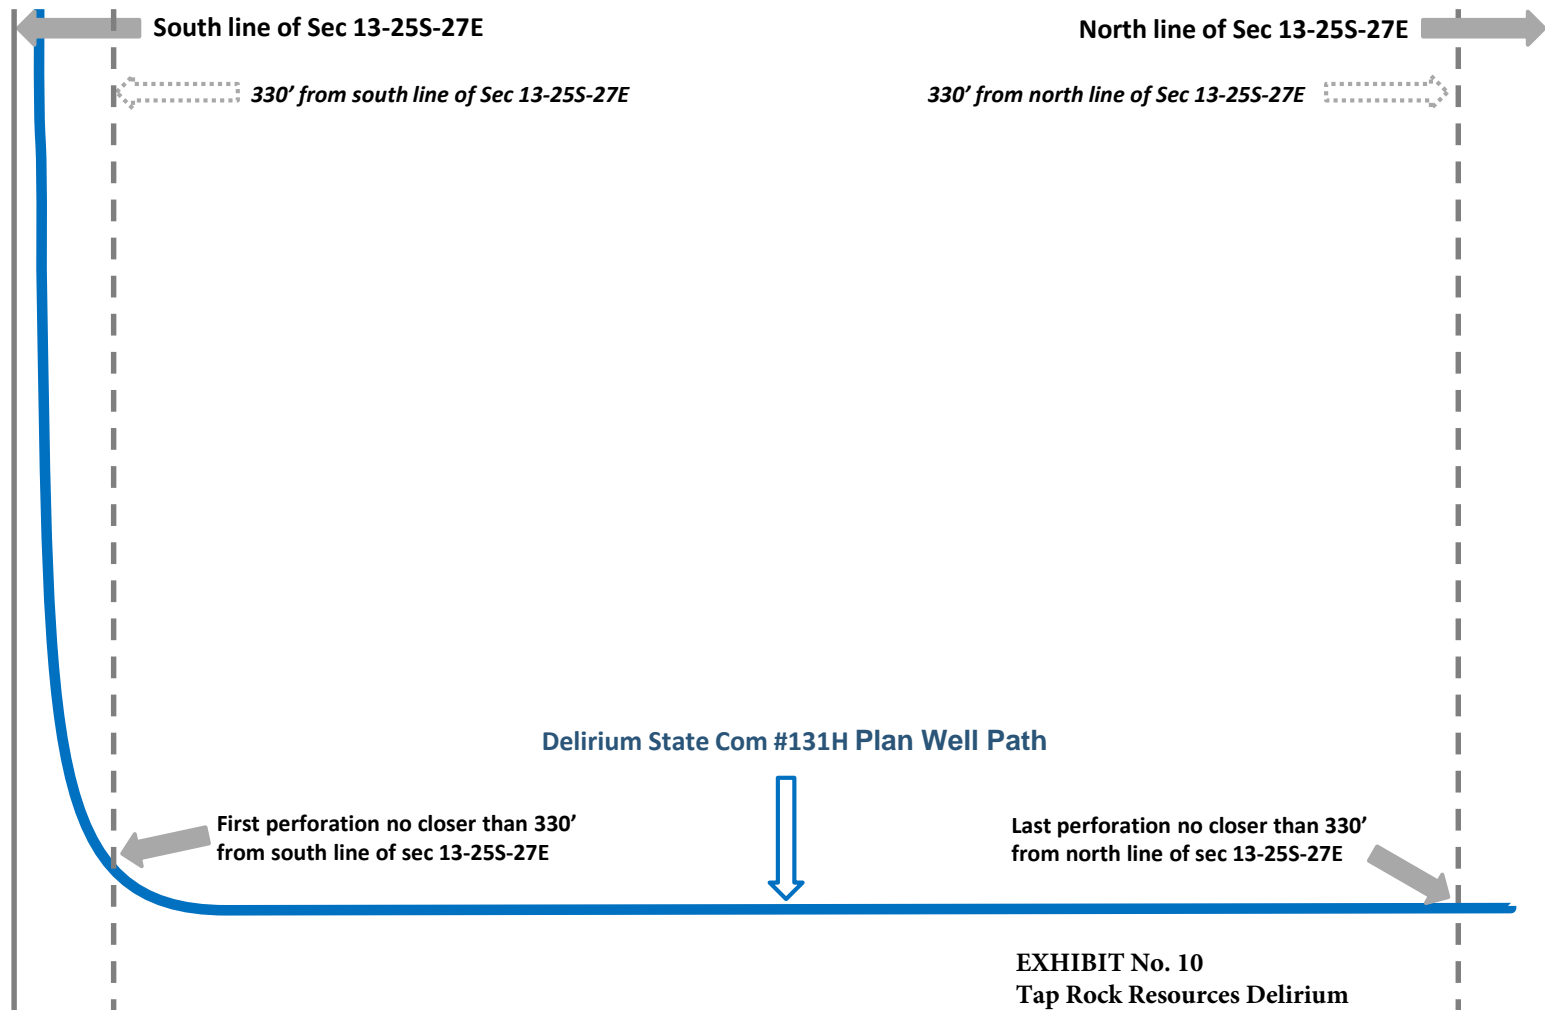 South line of Sec 13-25S-27E
North line of Sec 13-25S-27E
330’ from south line of Sec 13-25S-27E
330’ from north line of Sec 13-25S-27E
Delirium State Com #131H Plan Well Path
First perforation no closer than 330’
from south line of sec 13-25S-27E
Last perforation no closer than 330’
from north line of sec 13-25S-27E
EXHIBIT No. 10
Tap Rock Resources Delirium